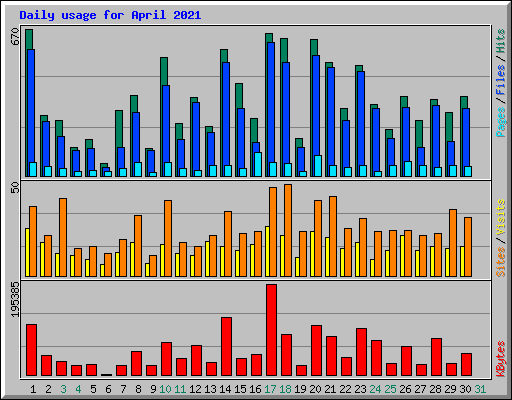 Daily usage for April 2021
670
Pages/Files/Hits
50
Sites/Visits
195385
KBytes
1 2 3 4 5 6 7 8 9 10 11 12 13 14 15 16 17 18 19 20 21 22 23 24 25 26 27 28 29 30 31